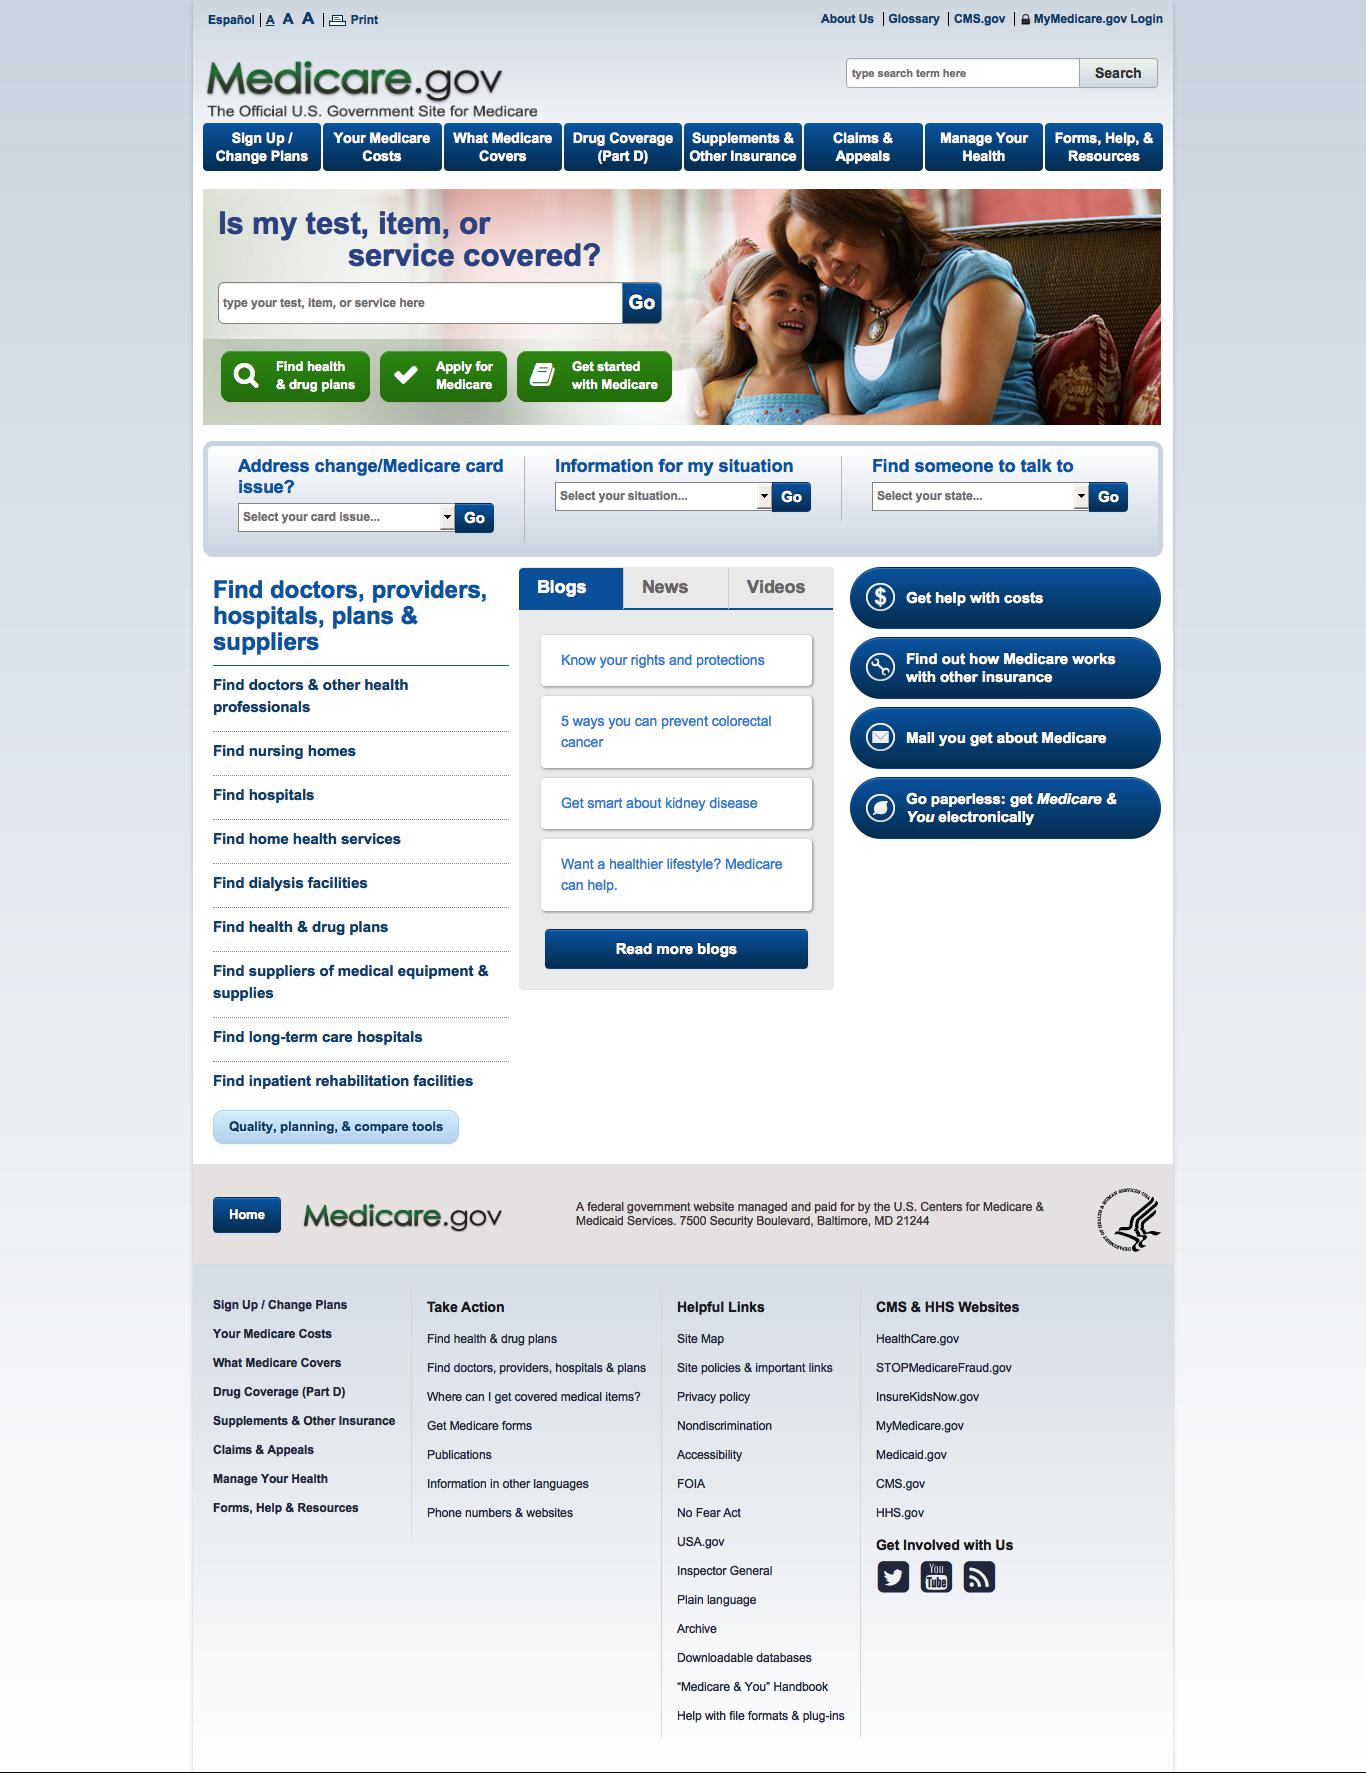 Español | A A A | Print
About Us | Glossary | CMS.gov | MyMedicare.gov Login
Medicare.gov
The Official U.S. Government Site for Medicare
type search term here
Search
Sign Up /
Change Plans
Your Medicare
Costs
What Medicare
Covers
Drug Coverage
(Part D)
Supplements &
Other Insurance
Claims &
Appeals
Manage Your
Health
Forms, Help, &
Resources
Is my test, item, or
service covered?
type your test, item, or service here
Go
Find health
& drug plans
Apply for
Medicare
Get started
with Medicare
Address change/Medicare card
issue?
Select your card issue...
Go
Information for my situation
Select your situation...
Go
Find someone to talk to
Select your state...
Go
Find doctors, providers,
hospitals, plans &
suppliers
Find doctors & other health
professionals
Find nursing homes
Find hospitals
Find home health services
Find dialysis facilities
Find health & drug plans
Find suppliers of medical equipment &
supplies
Find long-term care hospitals
Find inpatient rehabilitation facilities
Quality, planning, & compare tools
Blogs
News
Videos
Know your rights and protections
5 ways you can prevent colorectal
cancer
Get smart about kidney disease
Want a healthier lifestyle? Medicare
can help.
Read more blogs
$
Get help with costs
Find out how Medicare works
with other insurance
Mail you get about Medicare
Go paperless: get Medicare &
You electronically
Home
Medicare.gov
A federal government website managed and paid for by the U.S. Centers for Medicare &
Medicaid Services. 7500 Security Boulevard, Baltimore, MD 21244
DEPARTMENT OF HEALTH & HUMAN SERVICES · USA
Sign Up / Change Plans
Your Medicare Costs
What Medicare Covers
Drug Coverage (Part D)
Supplements & Other Insurance
Claims & Appeals
Manage Your Health
Forms, Help & Resources
Take Action
Find health & drug plans
Find doctors, providers, hospitals & plans
Where can I get covered medical items?
Get Medicare forms
Publications
Information in other languages
Phone numbers & websites
Helpful Links
Site Map
Site policies & important links
Privacy policy
Nondiscrimination
Accessibility
FOIA
No Fear Act
USA.gov
Inspector General
Plain language
Archive
Downloadable databases
“Medicare & You” Handbook
Help with file formats & plug-ins
CMS & HHS Websites
HealthCare.gov
STOPMedicareFraud.gov
InsureKidsNow.gov
MyMedicare.gov
Medicaid.gov
CMS.gov
HHS.gov
Get Involved with Us
You
Tube